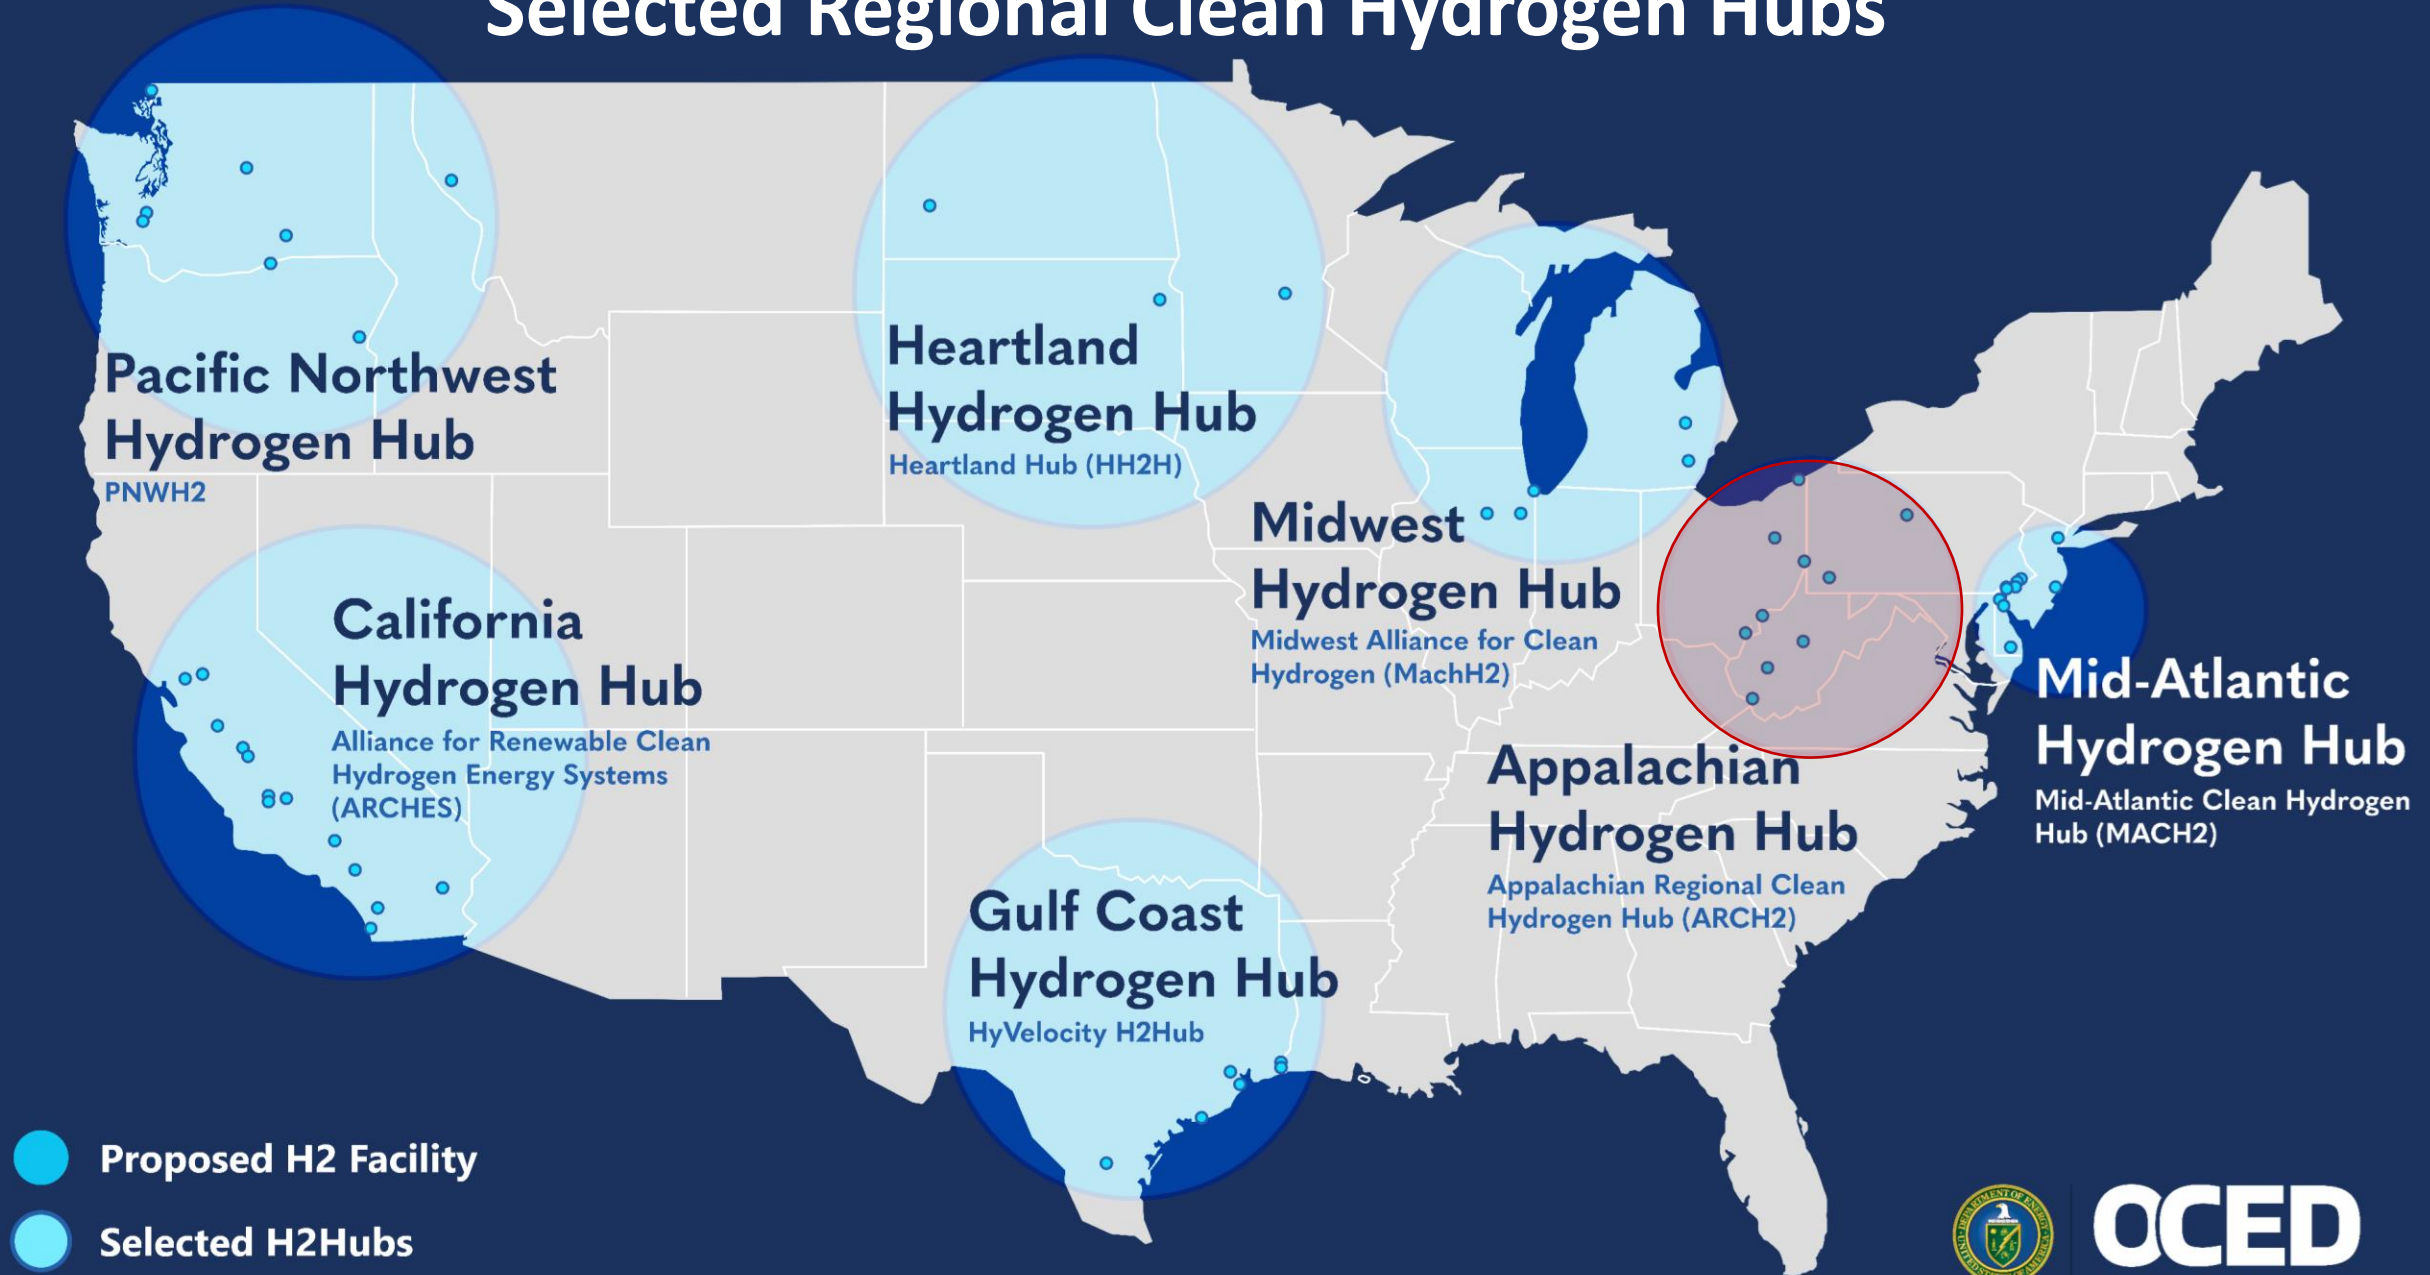 Selected Regional Clean Hydrogen Hubs
Pacific Northwest
Hydrogen Hub
PNWH2
Heartland
Hydrogen Hub
Heartland Hub (HH2H)
Midwest
Hydrogen Hub
Midwest Alliance for Clean
Hydrogen (MachH2)
California
Hydrogen Hub
Alliance for Renewable Clean
Hydrogen Energy Systems
(ARCHES)
Mid-Atlantic
Hydrogen Hub
Mid-Atlantic Clean Hydrogen
Hub (MACH2)
Appalachian
Hydrogen Hub
Appalachian Regional Clean
Hydrogen Hub (ARCH2)
Gulf Coast
Hydrogen Hub
HyVelocity H2Hub
Proposed H2 Facility
Selected H2Hubs
OCED